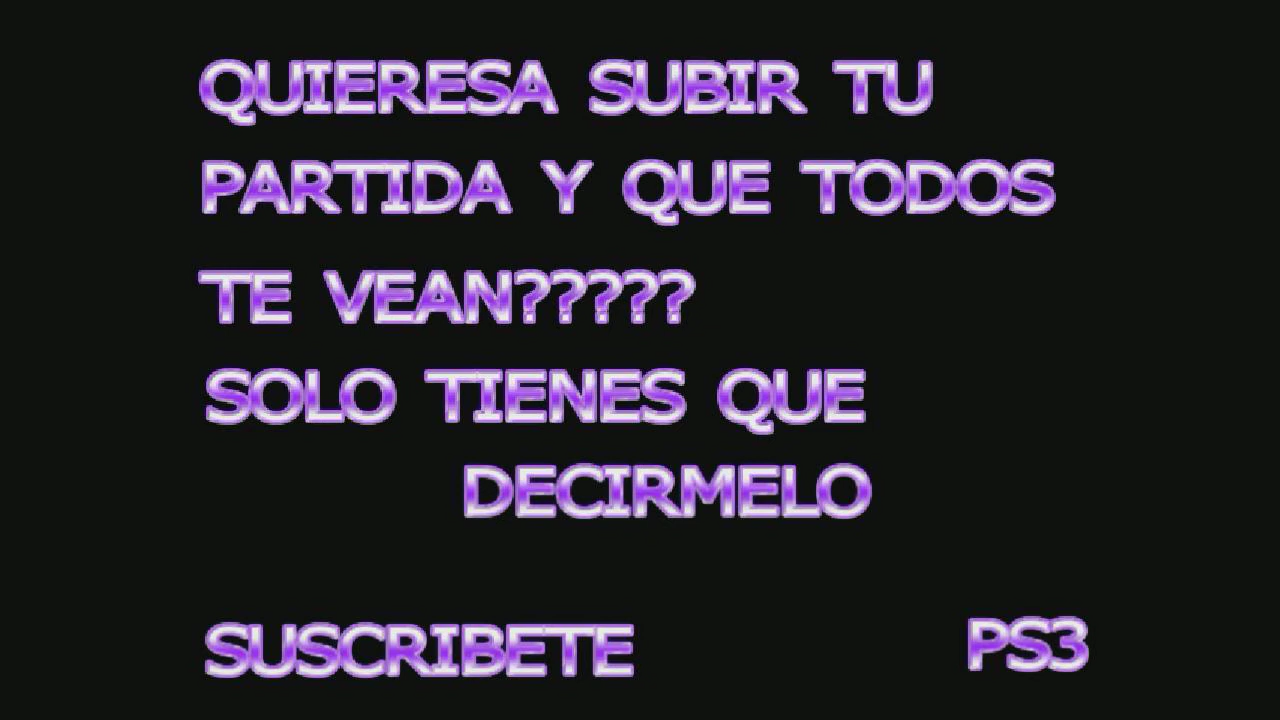 QUIERESA SUBIR TU
PARTIDA Y QUE TODOS
TE VEAN?????
SOLO TIENES QUE
DECIRMELO
SUSCRIBETE
PS3